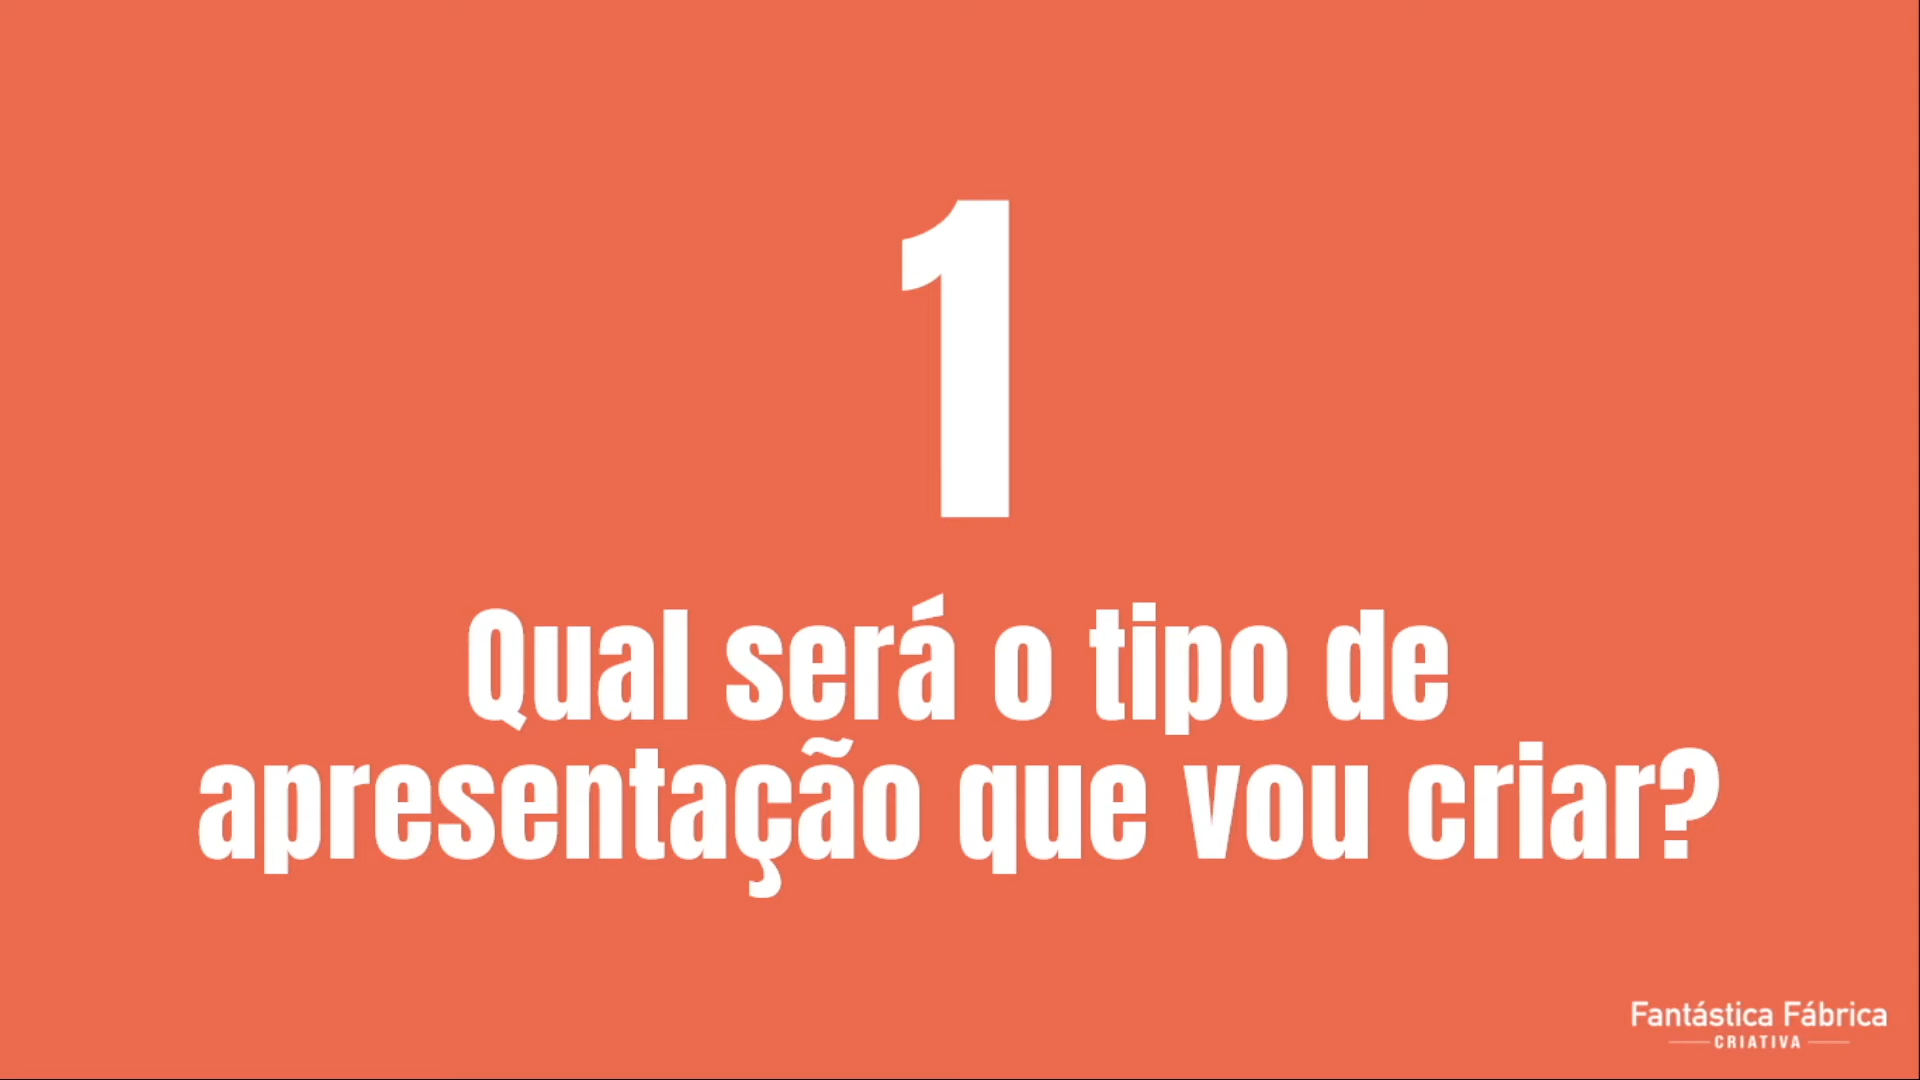 1
Qual será o tipo de
apresentação que vou criar?
Fantástica Fábrica
CRIATIVA